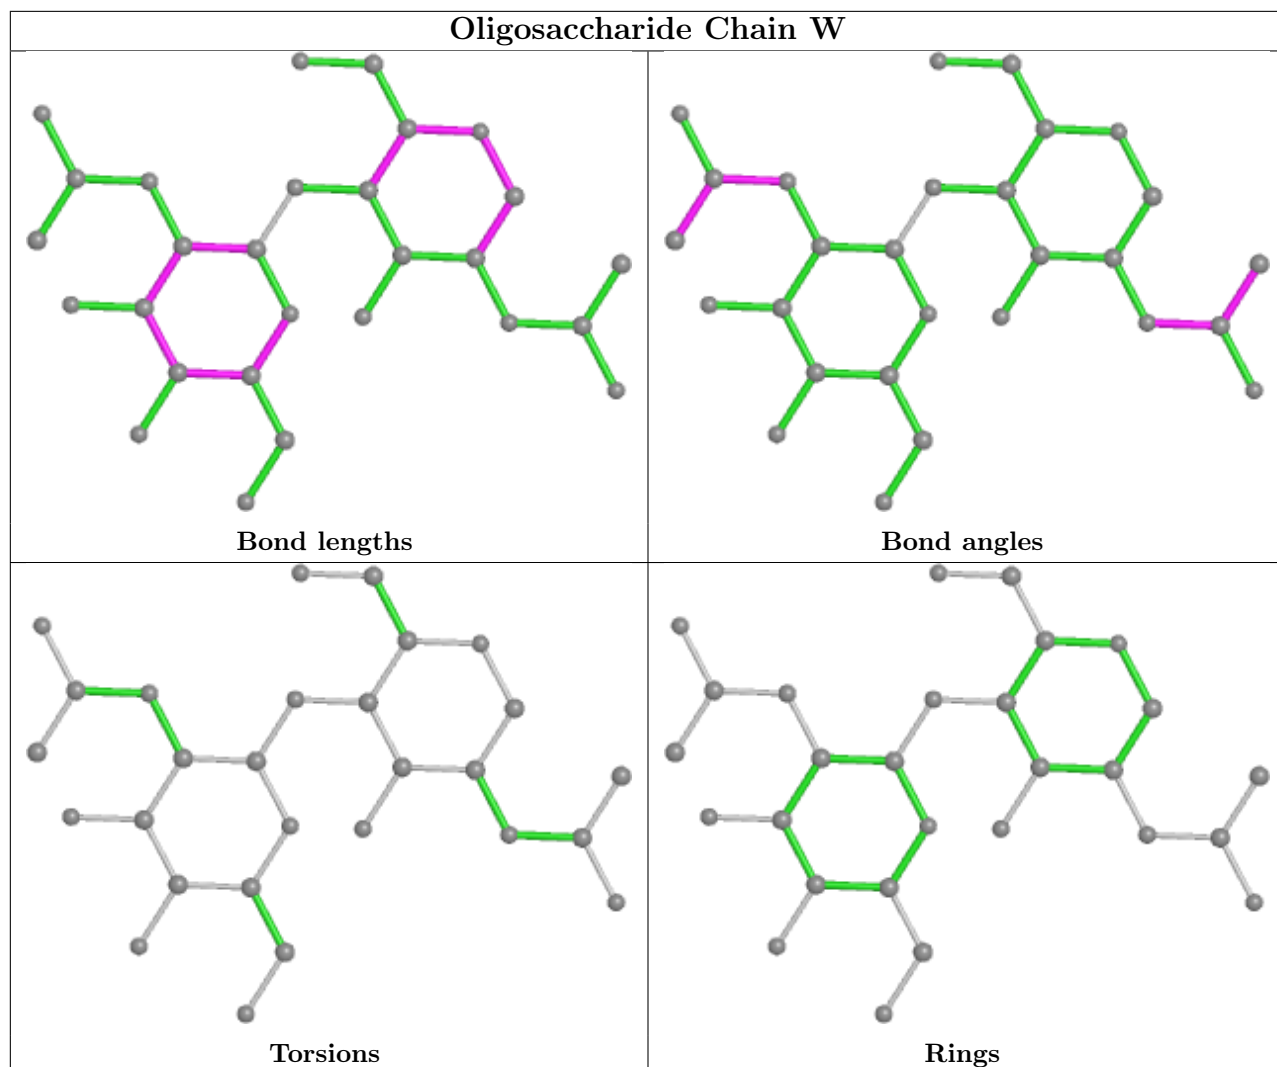 Oligosaccharide Chain W
Bond lengths
Bond angles
Torsions
Rings